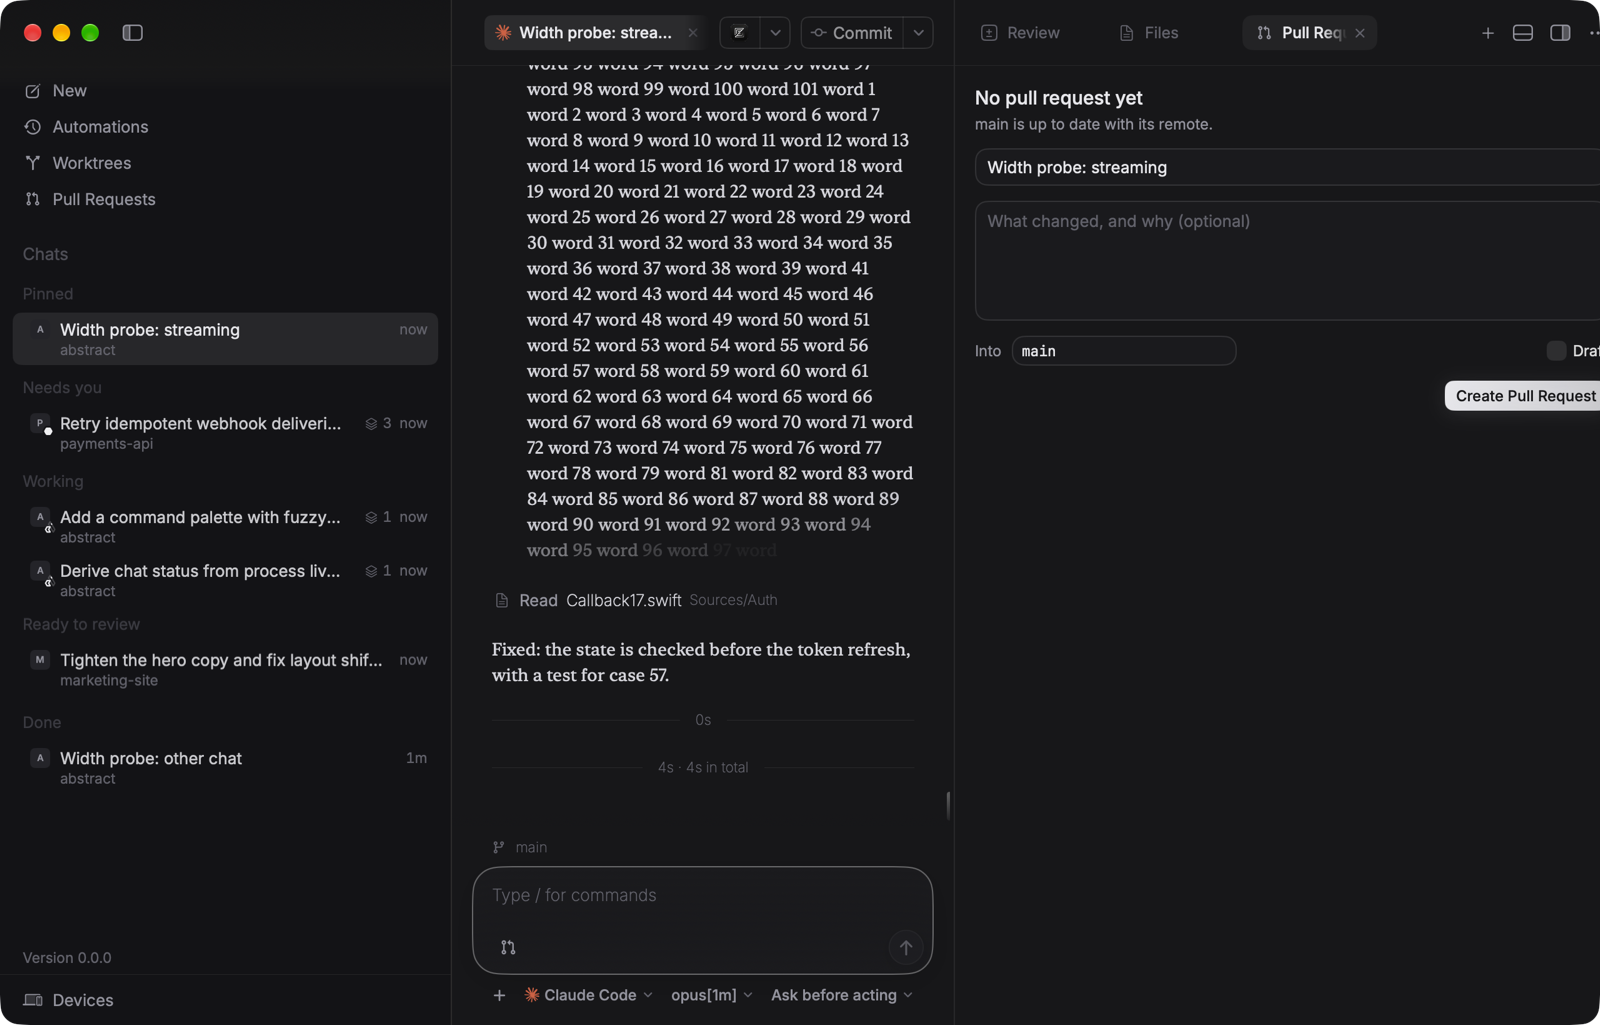 New
Automations
Worktrees
Pull Requests
Chats
Pinned
A Width probe: streaming now
abstract
Needs you
P Retry idempotent webhook deliveri... 3 now
payments-api
Working
A Add a command palette with fuzzy... 1 now
abstract
A Derive chat status from process liv... 1 now
abstract
Ready to review
M Tighten the hero copy and fix layout shif... now
marketing-site
Done
A Width probe: other chat 1m
abstract
Version 0.0.0
Devices
Width probe: strea...
Commit
word 93 word 94 word 95 word 96 word 97
word 98 word 99 word 100 word 101 word 1
word 2 word 3 word 4 word 5 word 6 word 7
word 8 word 9 word 10 word 11 word 12 word 13
word 14 word 15 word 16 word 17 word 18 word
19 word 20 word 21 word 22 word 23 word 24
word 25 word 26 word 27 word 28 word 29 word
30 word 31 word 32 word 33 word 34 word 35
word 36 word 37 word 38 word 39 word 41
word 42 word 43 word 44 word 45 word 46
word 47 word 48 word 49 word 50 word 51
word 52 word 53 word 54 word 55 word 56
word 57 word 58 word 59 word 60 word 61
word 62 word 63 word 64 word 65 word 66
word 67 word 68 word 69 word 70 word 71 word
72 word 73 word 74 word 75 word 76 word 77
word 78 word 79 word 81 word 82 word 83 word
84 word 85 word 86 word 87 word 88 word 89
word 90 word 91 word 92 word 93 word 94
word 95 word 96 word 97 word
Read Callback17.swift Sources/Auth
Fixed: the state is checked before the token refresh,
with a test for case 57.
0s
4s · 4s in total
main
Type / for commands
Claude Code opus[1m] Ask before acting
Review Files Pull Req
No pull request yet
main is up to date with its remote.
Width probe: streaming
What changed, and why (optional)
Into main Draf
Create Pull Request